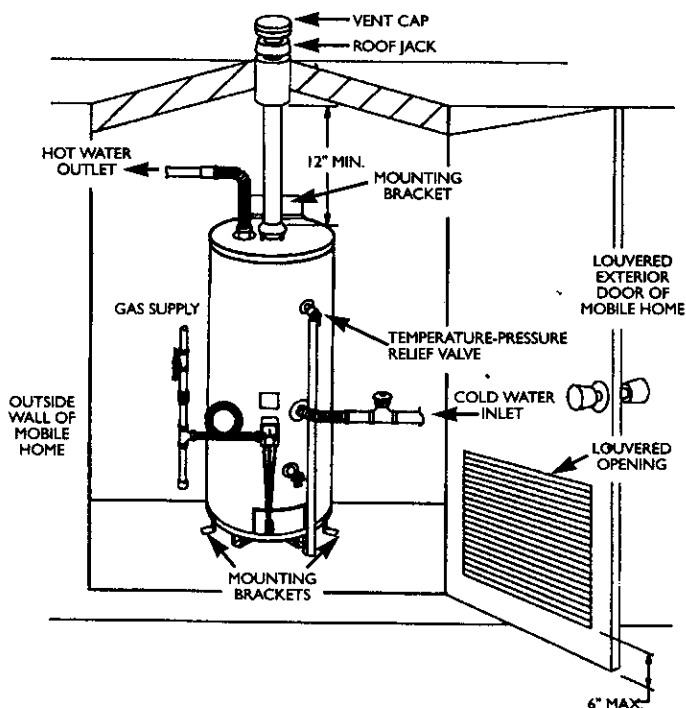 VENT CAP
ROOF JACK
HOT WATER
OUTLET
12" MIN.
MOUNTING
BRACKET
GAS SUPPLY
LOUVERED
EXTERIOR
DOOR OF
MOBILE HOME
TEMPERATURE-PRESSURE
RELIEF VALVE
OUTSIDE
WALL OF
MOBILE
HOME
COLD WATER
INLET
LOUVERED
OPENING
MOUNTING
BRACKETS
6" MAX.